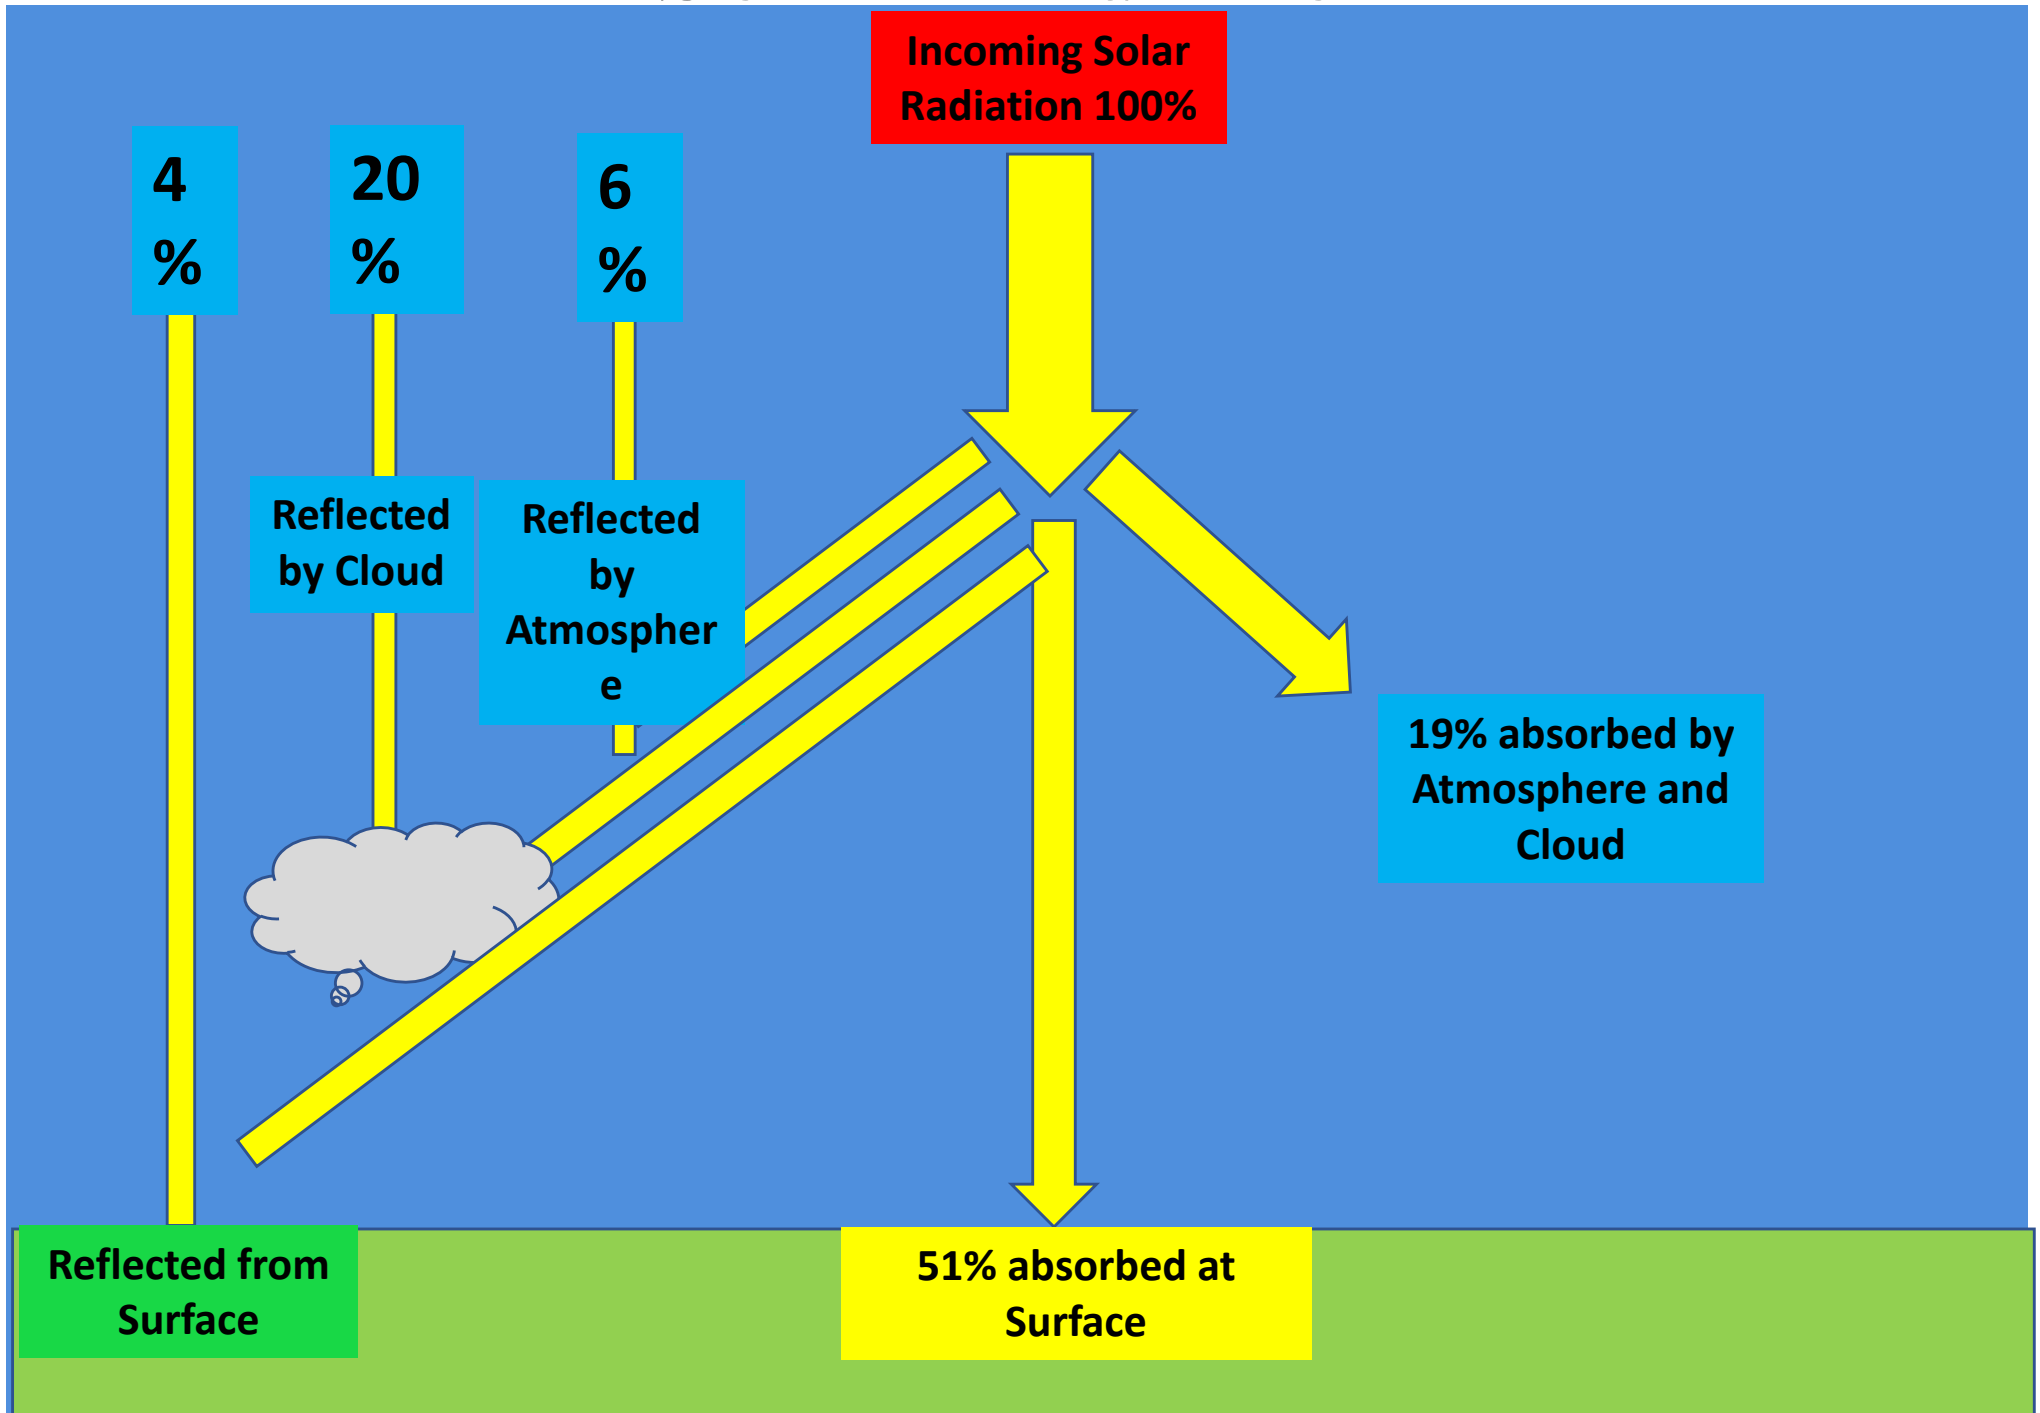 Incoming Solar
Radiation 100%
4
%
20
%
6
%
Reflected
by Cloud
Reflected
by
Atmospher
e
19% absorbed by
Atmosphere and
Cloud
Reflected from
Surface
51% absorbed at
Surface